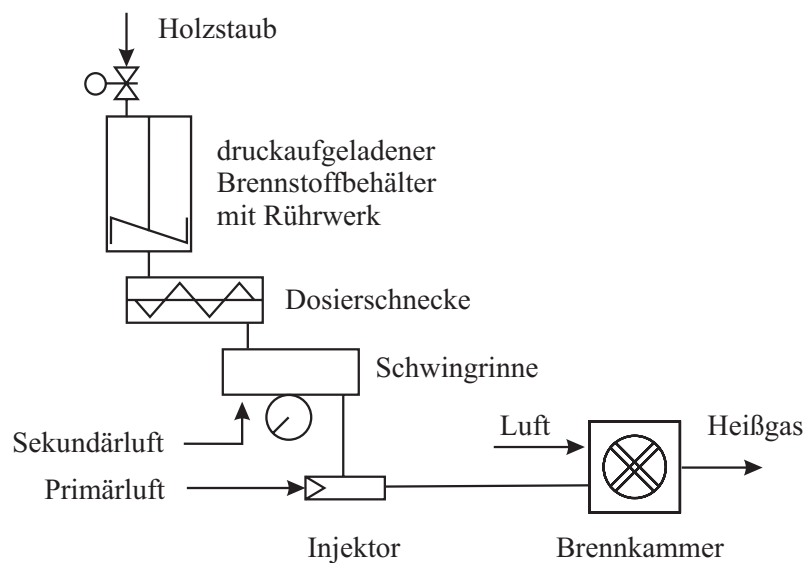 Holzstaub
druckaufgeladener
Brennstoffbehälter
mit Rührwerk
Dosierschnecke
Schwingrinne
Sekundärluft
Luft
Heißgas
Primärluft
Injektor
Brennkammer